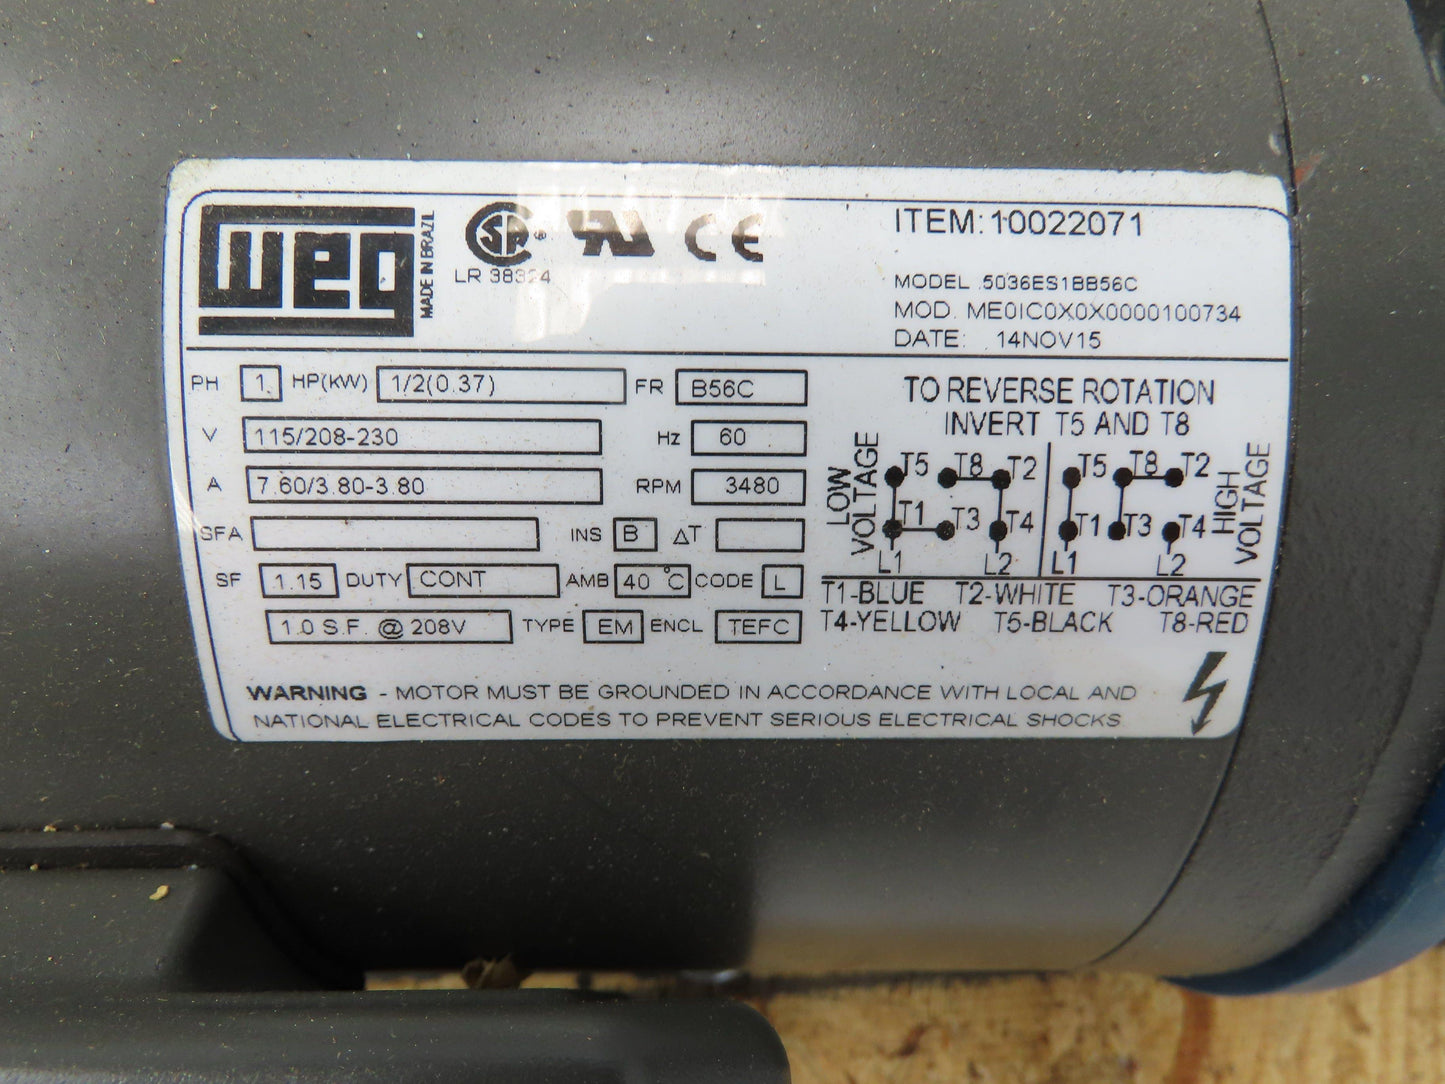 weg
MADE IN BRAZIL
SA ®
LR 38324
CE
ITEM:10022071
MODEL .5036ES1BB56C
MOD. ME0IC0X0X0000100734
DATE: .14NOV15
PH 1. HP(KW) 1/2(0.37) FR B56C
V 115/208-230 Hz 60
A 7.60/3.80-3.80 RPM 3480
SFA INS B ΔT
SF 1.15 DUTY CONT AMB 40 °C CODE L
1.0 S.F. @ 208V TYPE EM ENCL TEFC
TO REVERSE ROTATION
INVERT T5 AND T8
LOW VOLTAGE
T5 T8 T2
T1 T3 T4
L1 L2
T5 T8 T2
T1 T3 T4
L1 L2
HIGH VOLTAGE
T1-BLUE T2-WHITE T3-ORANGE
T4-YELLOW T5-BLACK T8-RED
WARNING - MOTOR MUST BE GROUNDED IN ACCORDANCE WITH LOCAL AND
NATIONAL ELECTRICAL CODES TO PREVENT SERIOUS ELECTRICAL SHOCKS.